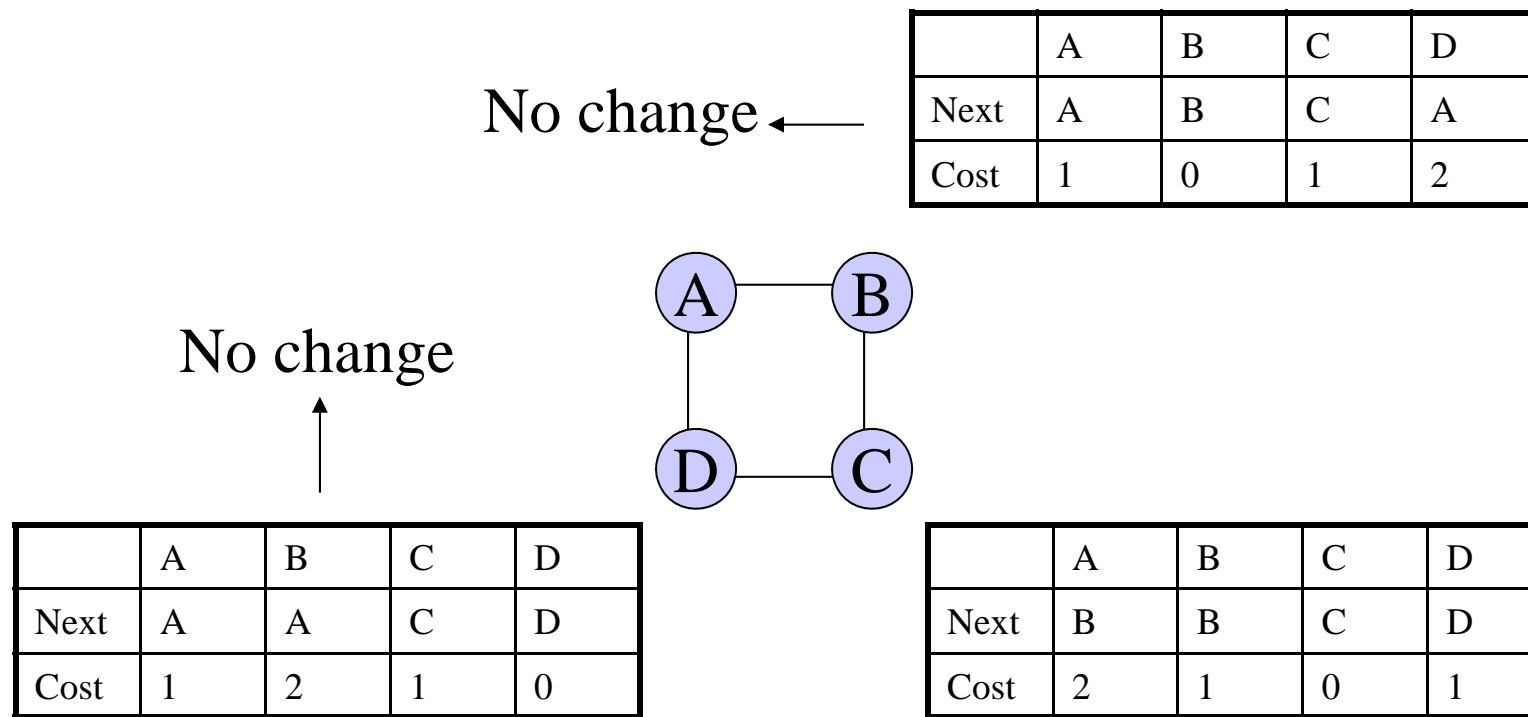 A B C D
No change
Next A B C A
Cost 1 0 1 2
A B
No change
D C
A B C D
Next A A C D
Cost 1 2 1 0
A B C D
Next B B C D
Cost 2 1 0 1